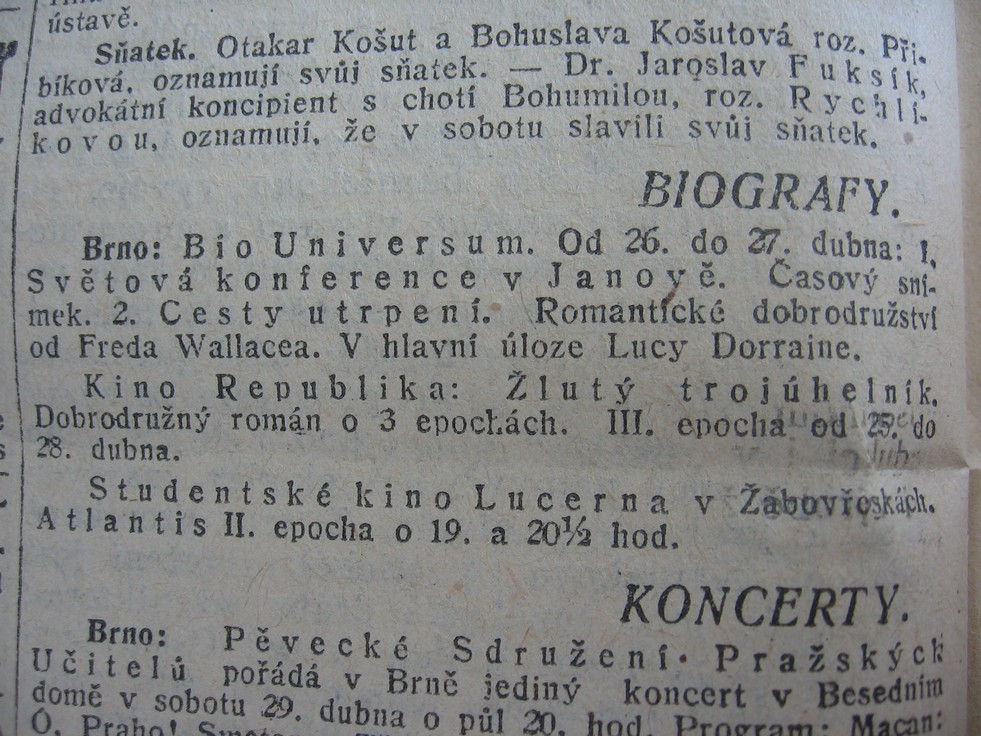 ústavě.
Sňatek. Otakar Košut a Bohuslava Košutová roz. Při-
bíková, oznamují svůj sňatek. — Dr. Jaroslav Fuksík,
advokátní koncipient s chotí Bohumilou, roz. Rychlí-
kovou, oznamují, že v sobotu slavili svůj sňatek.
BIOGRAFY.
Brno: Bio Universum. Od 26. do 27. dubna: 1.
Světová konference v Janově. Časový sní-
mek. 2. Cesty utrpení. Romantické dobrodružství
od Freda Wallacea. V hlavní úloze Lucy Dorraine.
Kino Republika: Žlutý trojúhelník.
Dobrodružný román o 3 epochách. III. epocha od 25. do
28. dubna.
Studentské kino Lucerna v Žabovřeskách.
Atlantis II. epocha o 19. a 20½ hod.
KONCERTY.
Brno: Pěvecké Sdružení Pražských
Učitelů pořádá v Brně jediný koncert v Besedním
domě v sobotu 29. dubna o půl 20. hod. Program: Macan:
Ó, Praho!